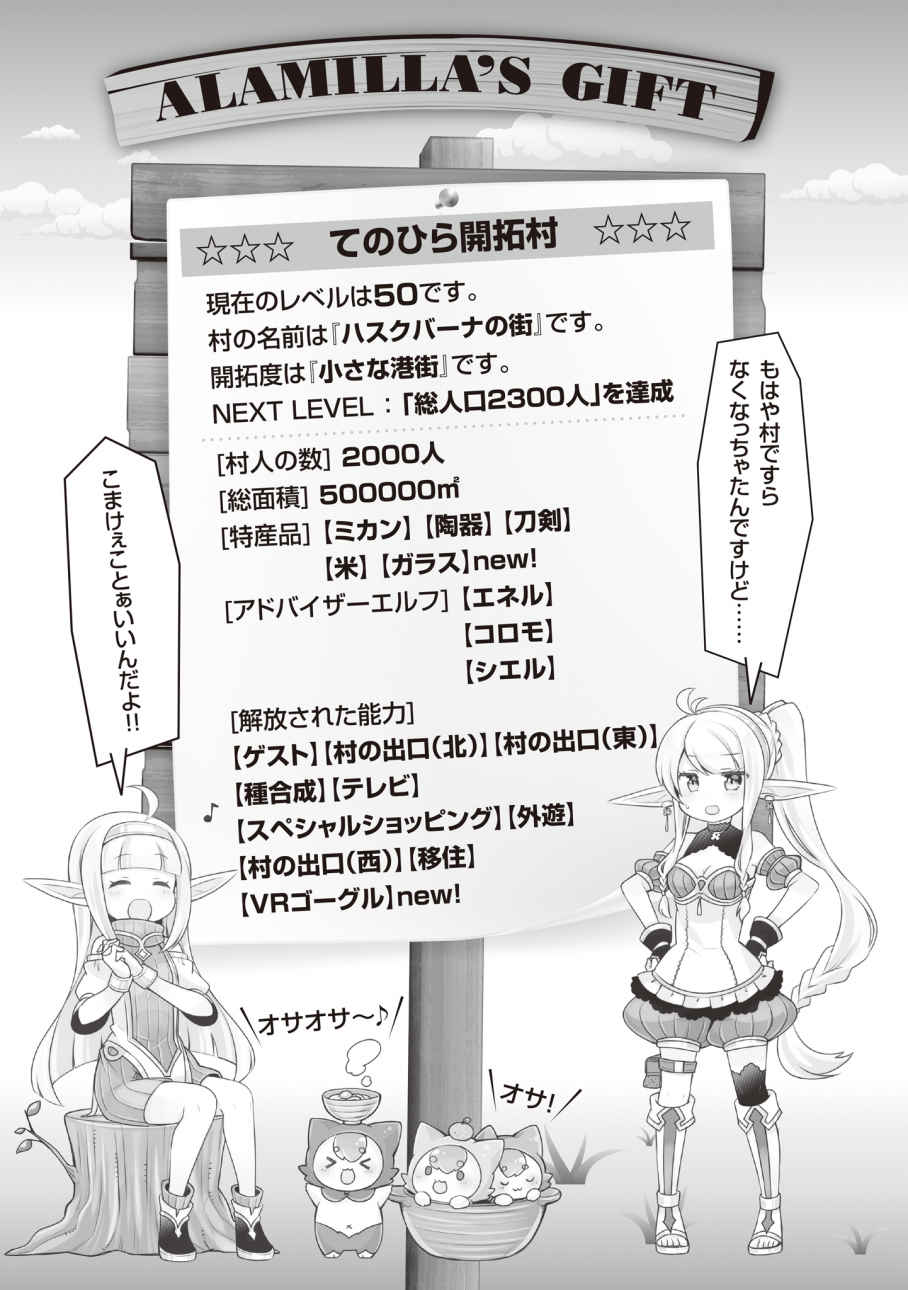 ALAMILLA'S GIFT
☆☆☆ てのひら開拓村 ☆☆☆
現在のレベルは50です。
村の名前は『ハスクバーナの街』です。
開拓度は『小さな港街』です。
NEXT LEVEL：「総人口2300人」を達成
[村人の数] 2000人
[総面積] 500000㎡
[特産品]【ミカン】【陶器】【刀剣】
【米】【ガラス】new!
[アドバイザーエルフ]【エネル】
【コロモ】
【シエル】
[解放された能力]
【ゲスト】【村の出口（北）】【村の出口（東）】
【種合成】【テレビ】
【スペシャルショッピング】【外遊】
【村の出口（西）】【移住】
【VRゴーグル】new!
もはや村ですら
なくなっちゃたんですけど……
こまけぇことぁいいんだよ!!
♪
オサオサ〜♪
オサ!